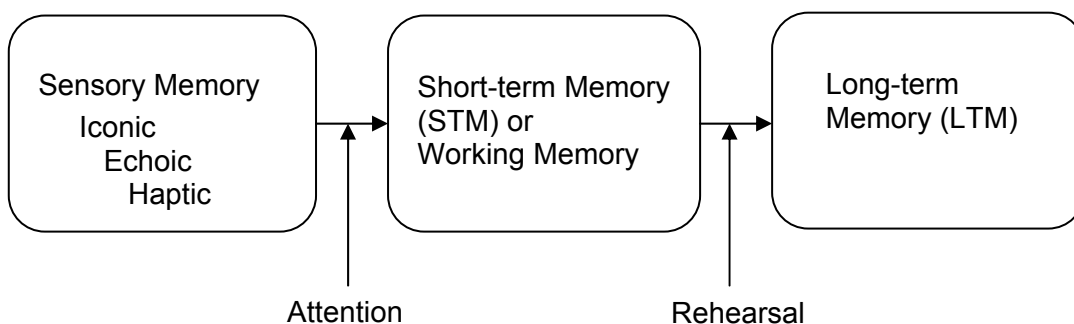 Sensory Memory
Iconic
Echoic
Haptic
Short-term Memory
(STM) or
Working Memory
Long-term
Memory (LTM)
Attention
Rehearsal